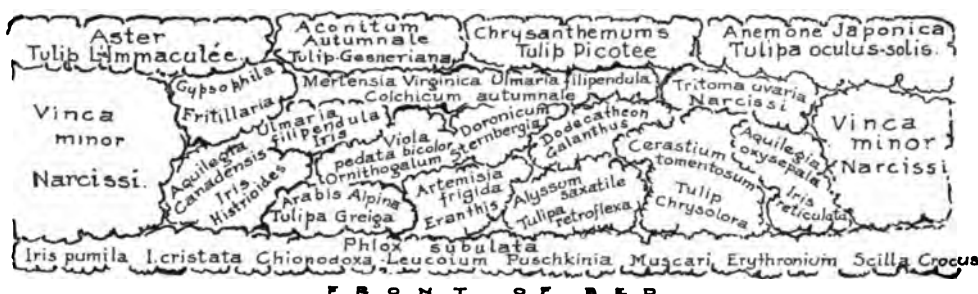 Aster
Tulip L'Immaculée
Aconitum
Autumnale
Tulip-Gesneriana
Chrysanthemums
Tulip Picotee
Anemone Japonica
Tulipa oculus-solis.
Vinca
minor
Narcissi.
Gypsophila
Fritillaria
Mertensia Virginica Ulmaria filipendula
Colchicum autumnale
Tritoma uvaria
Narcissi
Vinca
minor
Narcissi
Ulmaria
filipendula
Iris
Viola
pedata bicolor
Ornithogalum
Doronicum
Sternbergia
Dodecatheon
Galanthus
Aquilegia
Canadensis
Iris
Histrioides
Arabis Alpina
Tulipa Greiga
Artemisia
frigida
Eranthis
Alyssum
saxatile
Tulipa
retroflexa
Cerastium
tomentosum
Tulip
Chrysolora
Aquilegia
oxysepala
Iris
reticulata
Phlox subulata
Iris pumila I.cristata Chionodoxa-Leucoium Puschkinia Muscari Erythronium Scilla Crocus
FRONT OF BED